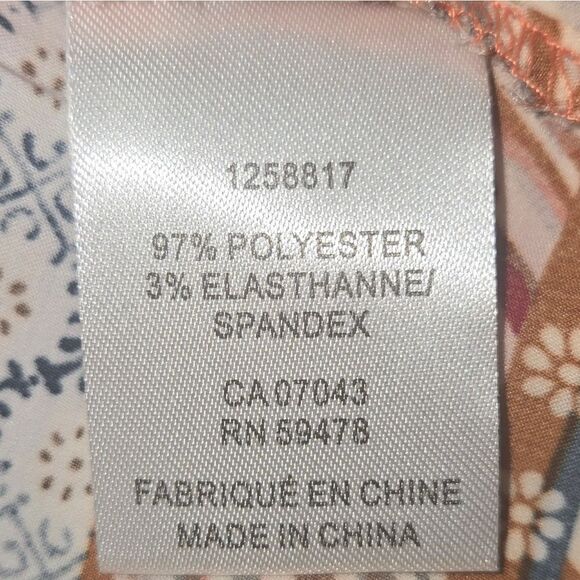 1258817
97% POLYESTER
3% ELASTHANNE/
SPANDEX
CA 07043
RN 59478
FABRIQUÉ EN CHINE
MADE IN CHINA